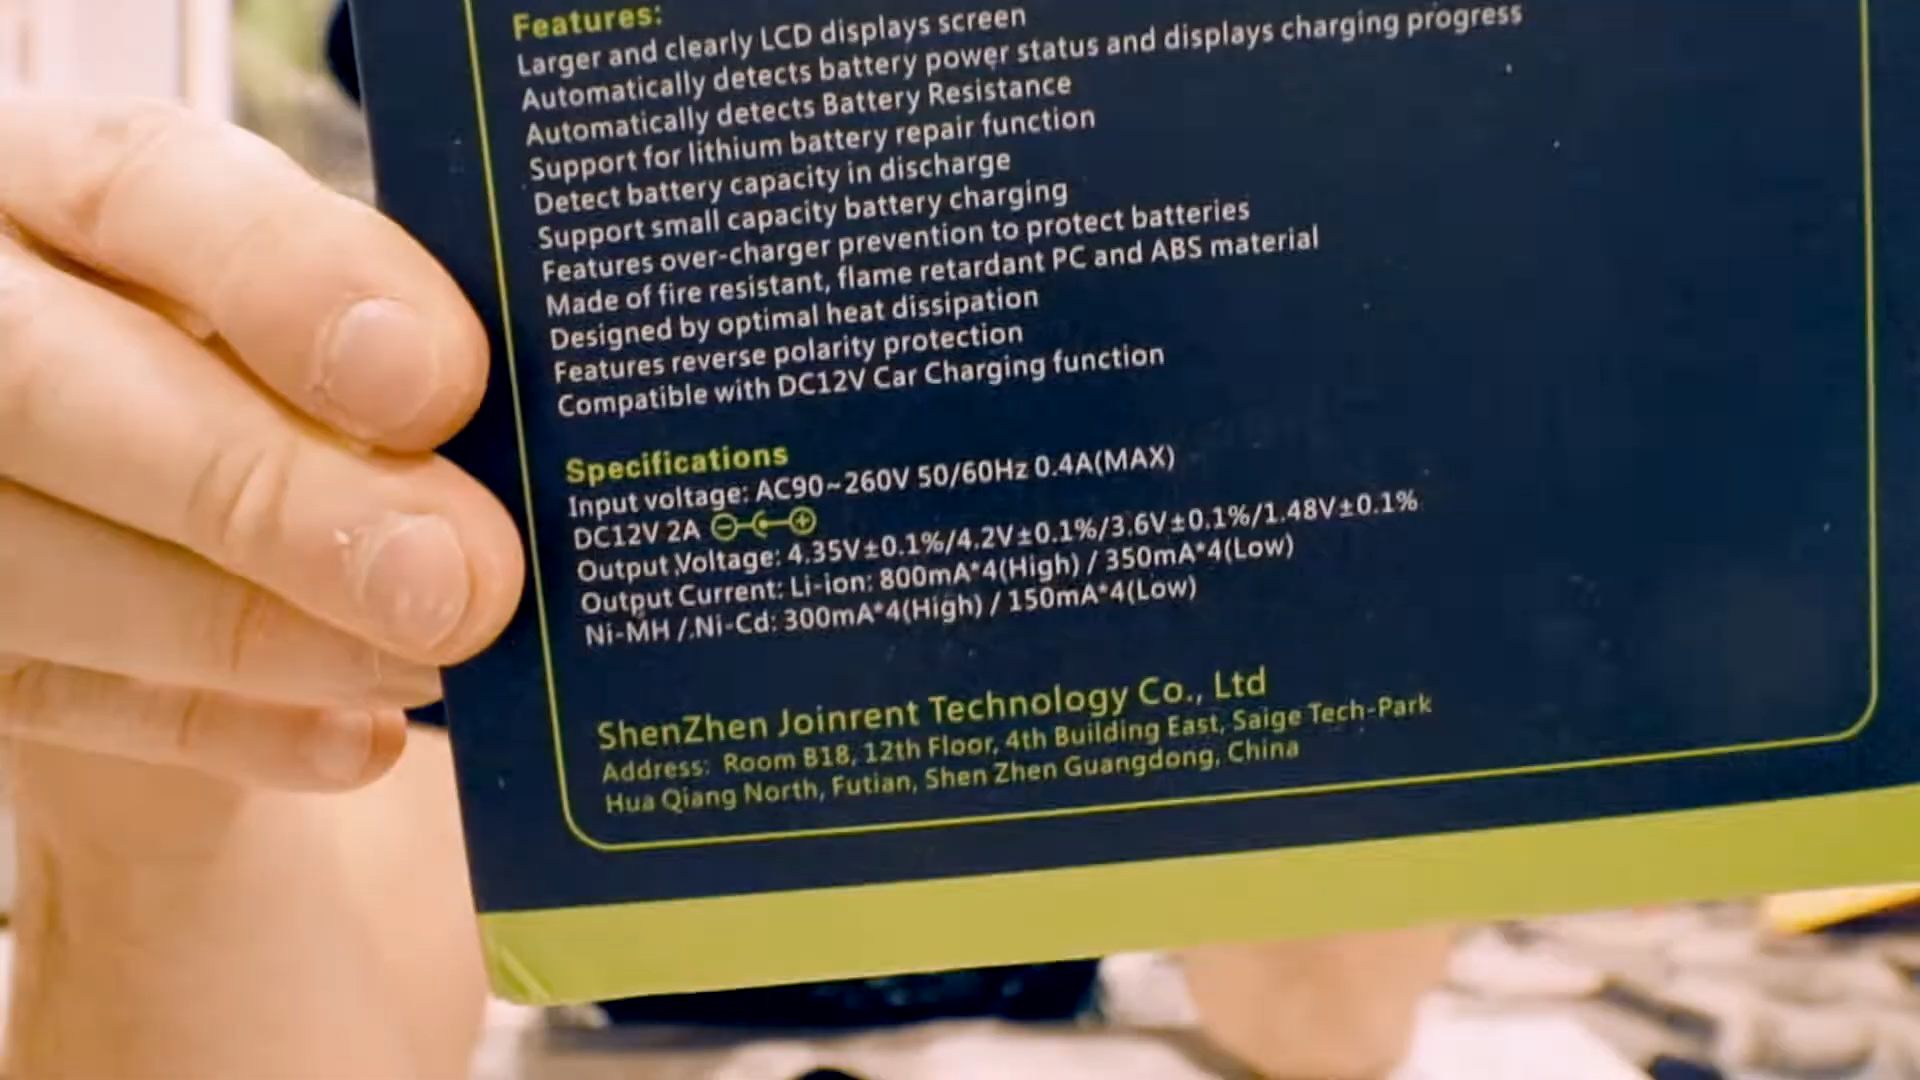 Features:
Larger and clearly LCD displays screen
Automatically detects battery power status and displays charging progress
Automatically detects Battery Resistance
Support for lithium battery repair function
Detect battery capacity in discharge
Support small capacity battery charging
Features over-charger prevention to protect batteries
Made of fire resistant, flame retardant PC and ABS material
Designed by optimal heat dissipation
Features reverse polarity protection
Compatible with DC12V Car Charging function
Specifications
Input voltage: AC90~260V 50/60Hz 0.4A(MAX)
DC12V 2A
Output Voltage: 4.35V±0.1%/4.2V±0.1%/3.6V±0.1%/1.48V±0.1%
Output Current: Li-ion: 800mA*4(High) / 350mA*4(Low)
Ni-MH / Ni-Cd: 300mA*4(High) / 150mA*4(Low)
ShenZhen Joinrent Technology Co., Ltd
Address: Room B18, 12th Floor, 4th Building East, Saige Tech-Park
Hua Qiang North, Futian, Shen Zhen Guangdong, China